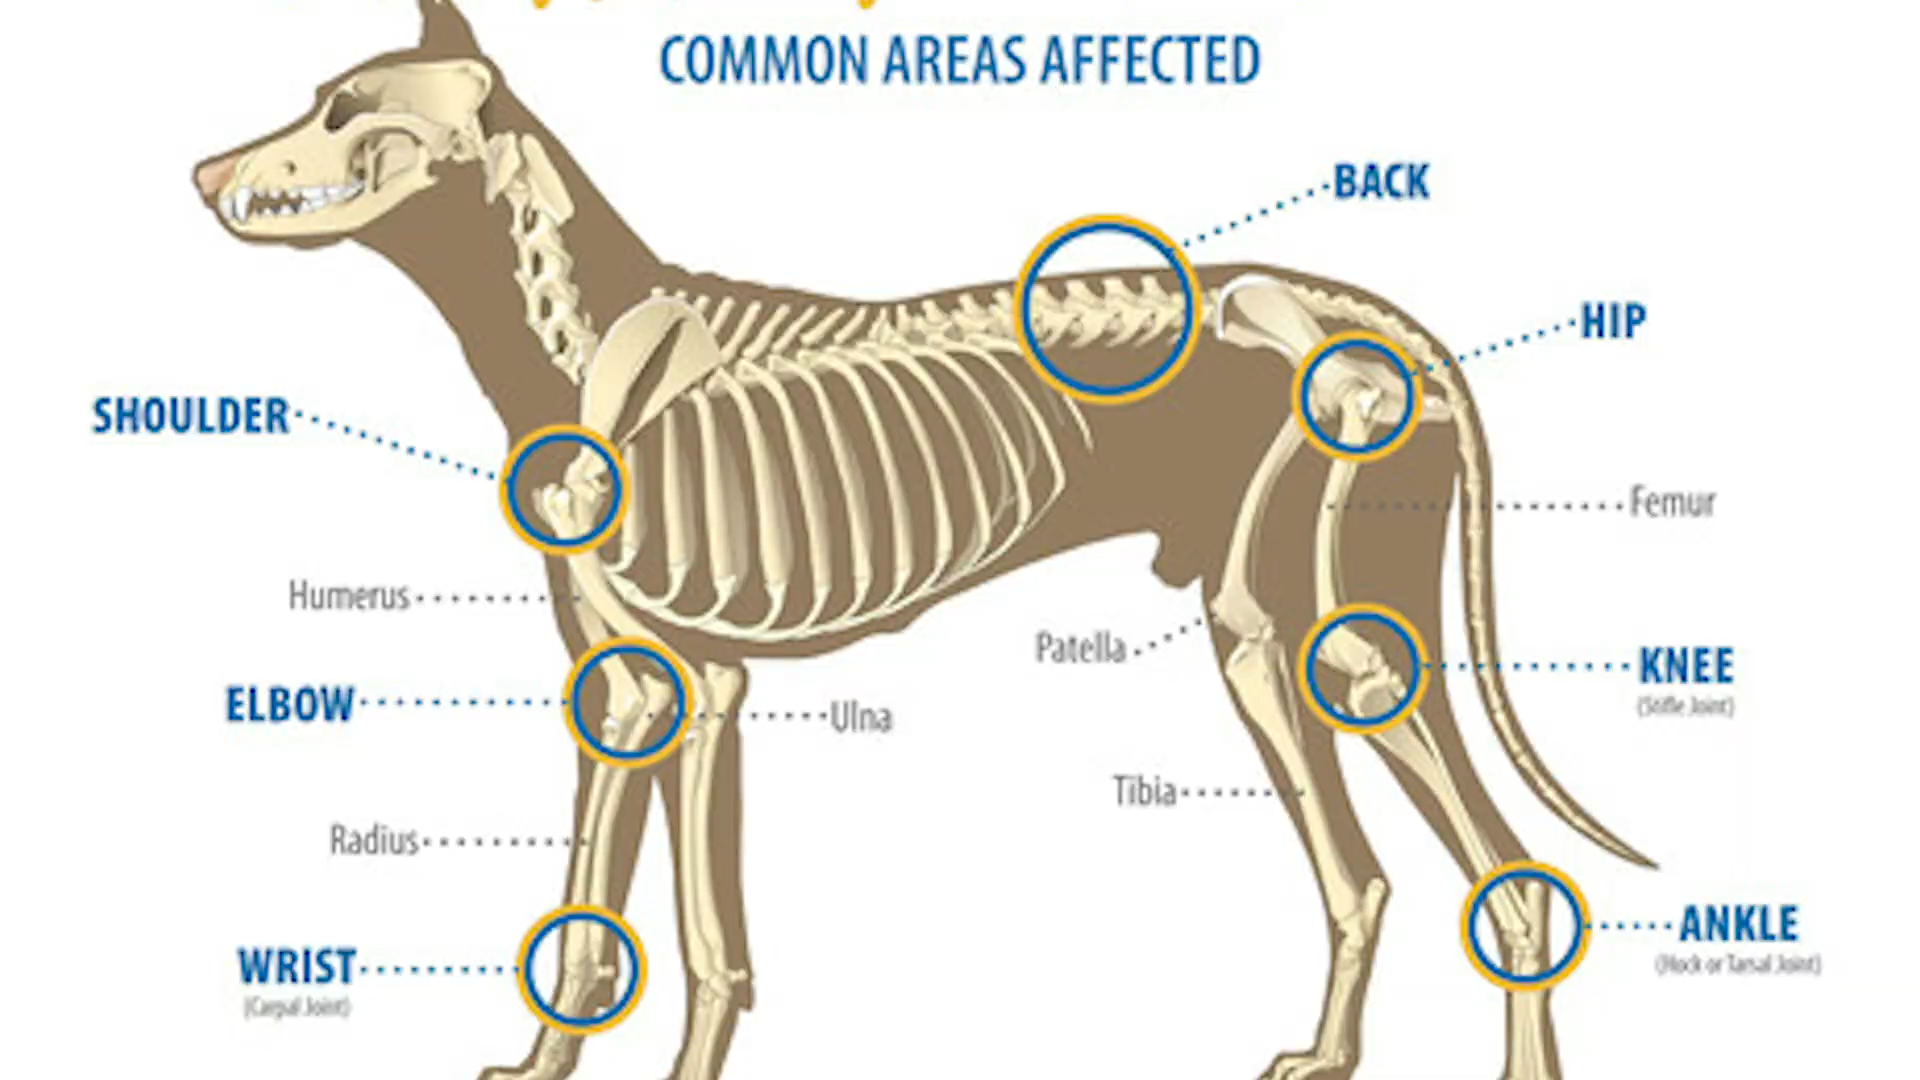 COMMON AREAS AFFECTED
BACK
HIP
SHOULDER
Femur
Humerus
Patella
KNEE
(Stifle Joint)
ELBOW
Ulna
Tibia
Radius
ANKLE
(Hock or Tarsal Joint)
WRIST
(Carpal Joint)